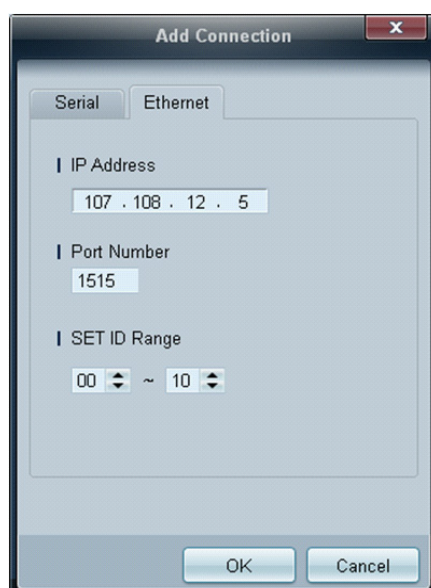 Add Connection
x
Serial Ethernet
IP Address
107 . 108 . 12 . 5
Port Number
1515
SET ID Range
00 ~ 10
OK Cancel